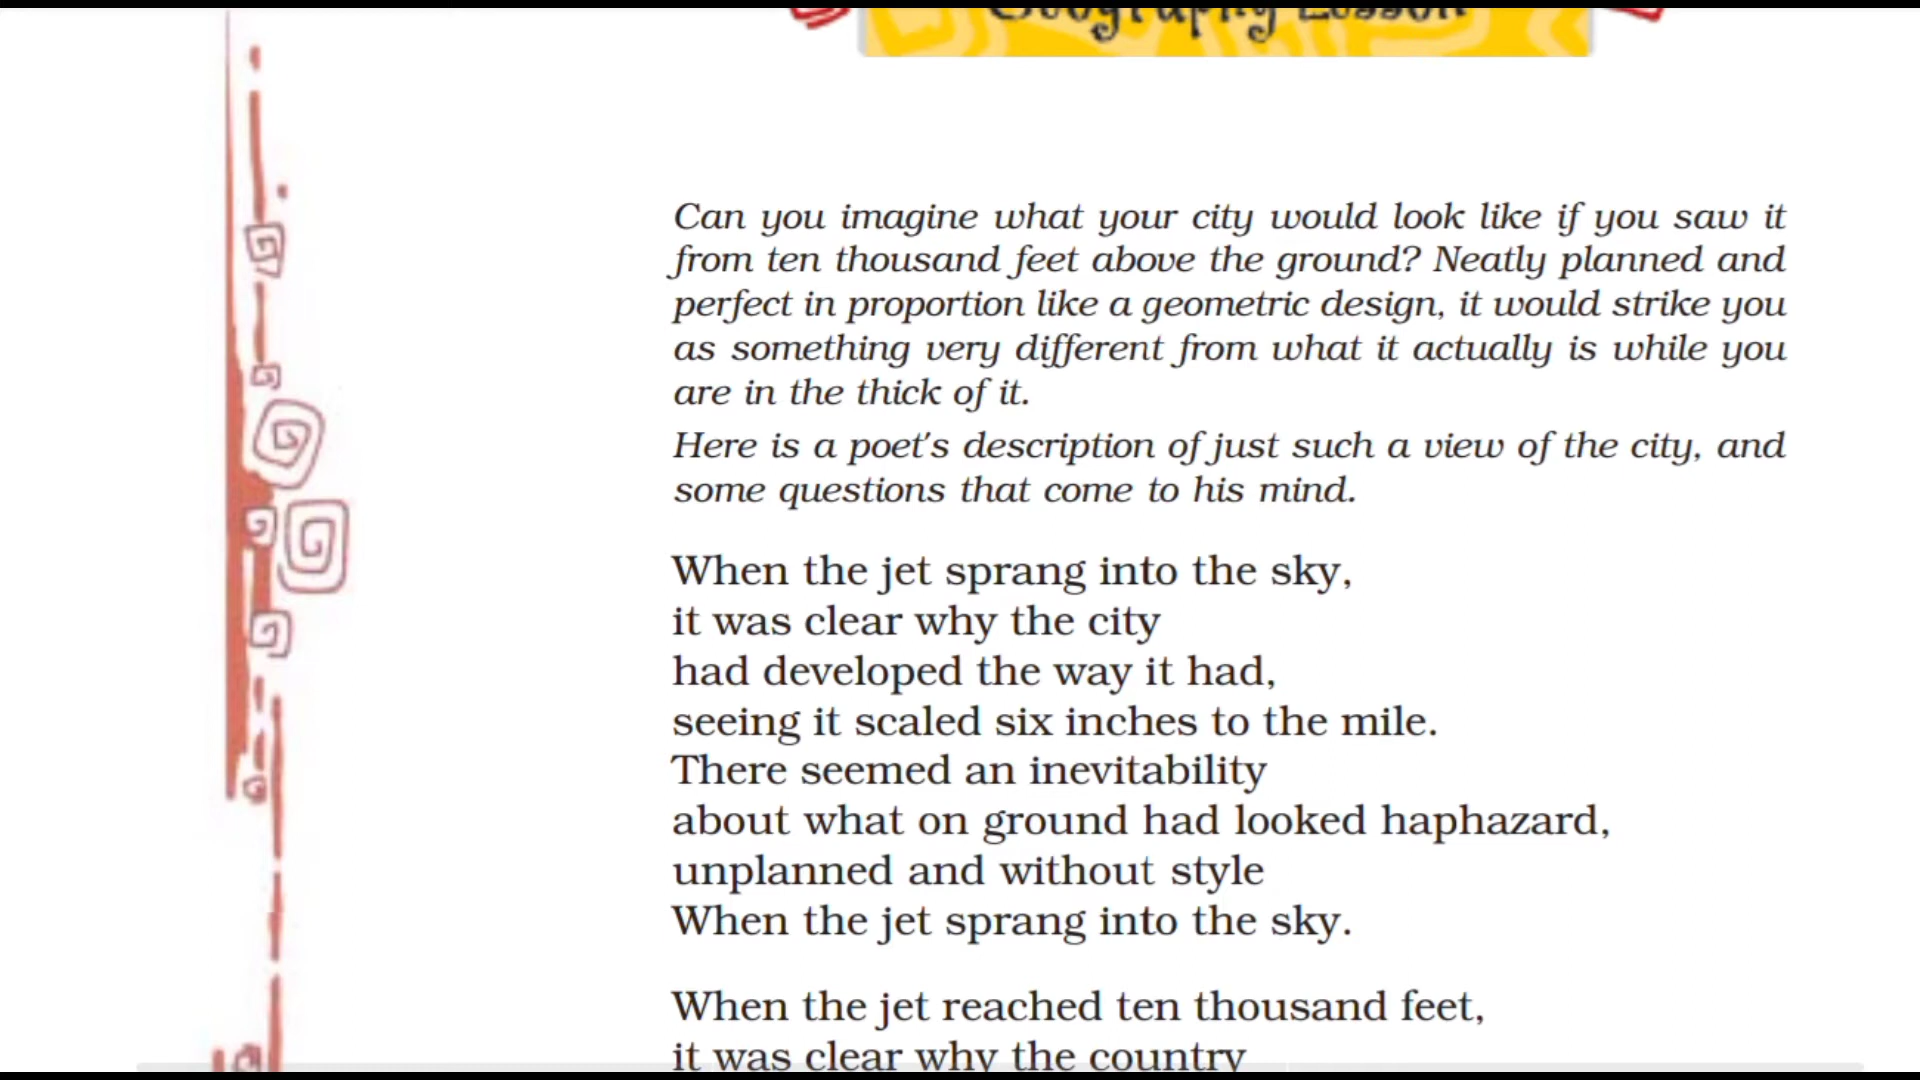 Geography Lesson
Can you imagine what your city would look like if you saw it
from ten thousand feet above the ground? Neatly planned and
perfect in proportion like a geometric design, it would strike you
as something very different from what it actually is while you
are in the thick of it.
Here is a poet's description of just such a view of the city, and
some questions that come to his mind.
When the jet sprang into the sky,
it was clear why the city
had developed the way it had,
seeing it scaled six inches to the mile.
There seemed an inevitability
about what on ground had looked haphazard,
unplanned and without style
When the jet sprang into the sky.
When the jet reached ten thousand feet,
it was clear why the country